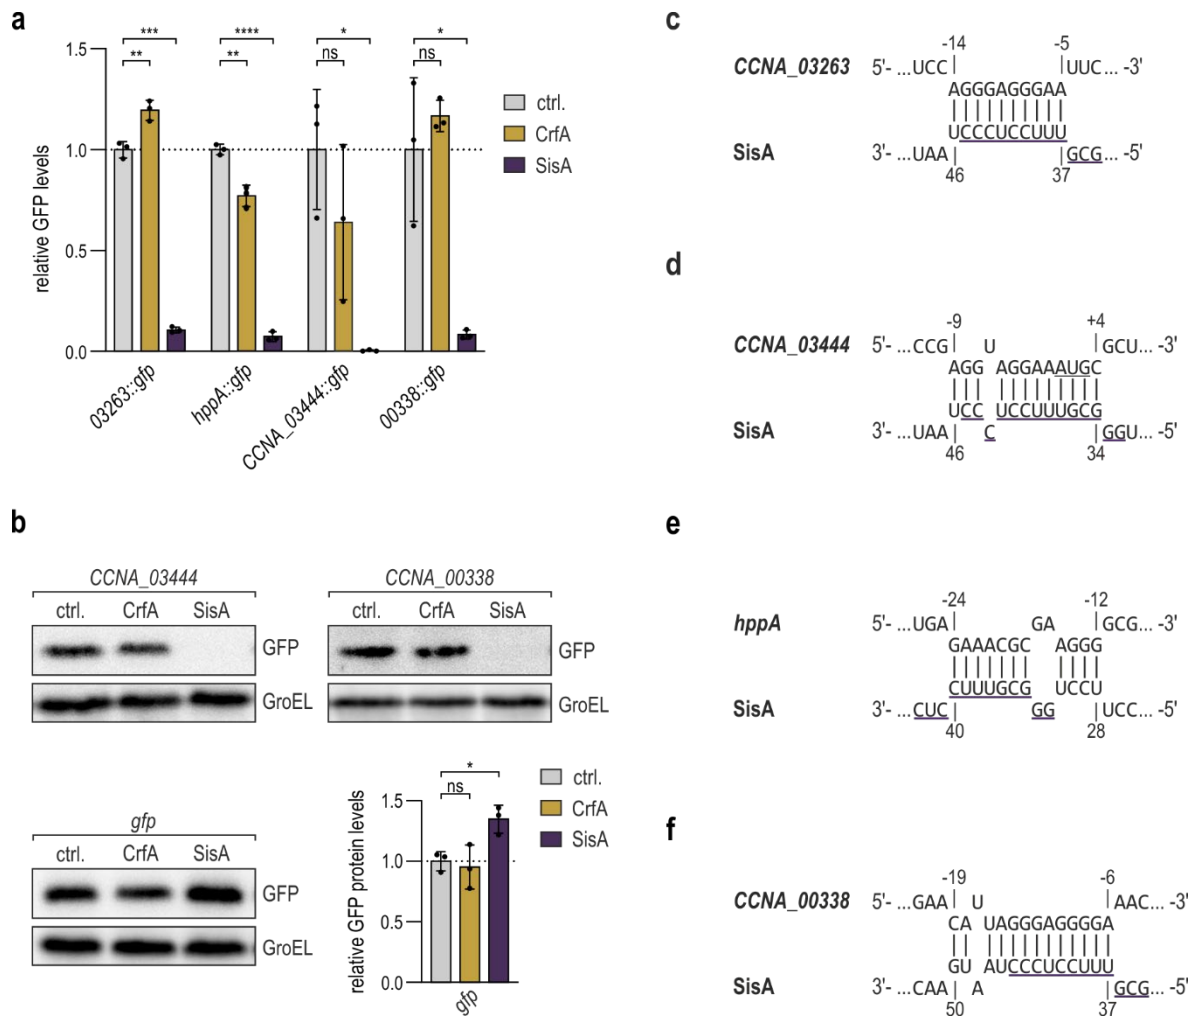 a
1.5
1.0
0.5
0.0
relative GFP levels
*** **** * *
** ** ns ns
ctrl.
CrfA
SisA
03263::gfp hppA::gfp CCNA_03444::gfp 00338::gfp
b
CCNA_03444
ctrl. CrfA SisA
GFP
GroEL
CCNA_00338
ctrl. CrfA SisA
GFP
GroEL
gfp
ctrl. CrfA SisA
GFP
GroEL
relative GFP protein levels
1.5
1.0
0.5
0.0
*
ns
gfp
ctrl.
CrfA
SisA
c
-14 -5
CCNA_03263 5'- ...UCC UUC... -3'
AGGGAGGGAA
UCCCUCCUUU
SisA 3'- ...UAA GCG -5'
46 37
d
-9 +4
CCNA_03444 5'- ...CCG U GCU... -3'
AGG AGGAAAUGC
UCC UCCUUUGCG
SisA 3'- ...UAA C GGU... -5'
46 34
e
-24 -12
hppA 5'- ...UGA GA GCG... -3'
GAAACGC AGGG
CUUUGCG UCCU
SisA 3'- ...CUC GG UCC... -5'
40 28
f
-19 -6
CCNA_00338 5'- ...GAA U AAC... -3'
CA UAGGGAGGGGA
GU AUCCCUCCUUU
SisA 3'- ...CAA A GCG... -5'
50 37